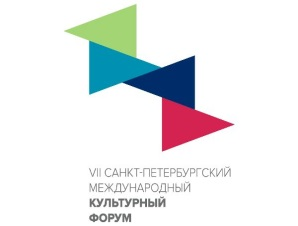 VII САНКТ-ПЕТЕРБУРГСКИЙ
МЕЖДУНАРОДНЫЙ
КУЛЬТУРНЫЙ
ФОРУМ